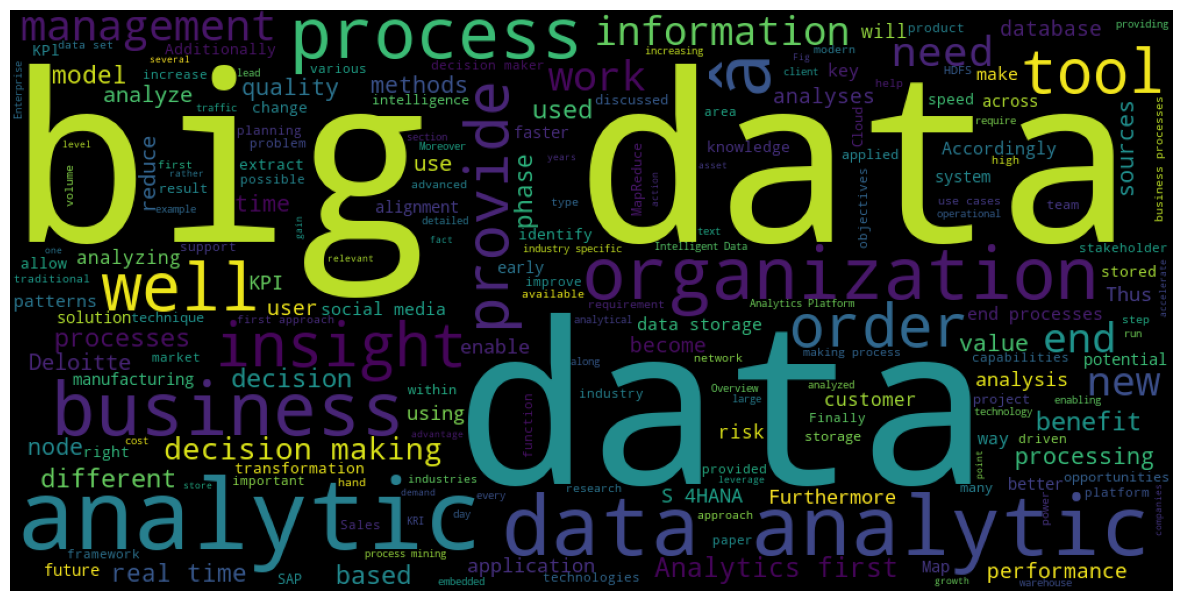 management
process
information
will
product
providing
KPI
data set
Additionally
increasing
modern
database
several
various
decision maker
Fig
need
Enterprise
model
increase
lead
quality
methods
work
â
client
key
help
HDFS
make
tool
analyze
traffic
change
intelligence
provide
used
discussed
area
analyses
Cloud
speed
across
require
sources
business processes
big data
planning
problem
section
Moreover
faster
knowledge
applied
Accordingly
level
reduce
first
rather
extract
use
phase
years
asset
high
volume
result
possible
advanced
MapReduce
action
system
example
time
alignment
type
objectives
use cases
team
operational
gain
detailed
text
one
support
fact
identify
industry specific
Intelligent Data
stakeholder
allow
analyzing
relevant
early
organization
traditional
well
KPI
improve
available
stored
accelerate
patterns
user
social media
requirement
Analytics Platform
Thus
solution
technique
first approach
analytical
data storage
order
end processes
step
run
processes
insight
enable
become
making process
value
end
Deloitte
market
data
along
network
capabilities
potential
manufacturing
decision
within
industry
Overview
analyzed
analysis
new
business
using
function
large
customer
project
enabling
technology
node
right
cost
decision making
advantage
risk
Finally
storage
way
driven
benefit
different
transformation
hand
provided
leverage
point
processing
important
industries
better
opportunities
store
demand
every
research
S 4HANA
Furthermore
many
power
platform
companies
analytic
Sales
KRI
day
data analytic
approach
paper
framework
process mining
future
real time
SAP
based
embedded
application
technologies
Analytics first
Map
growth
performance
warehouse